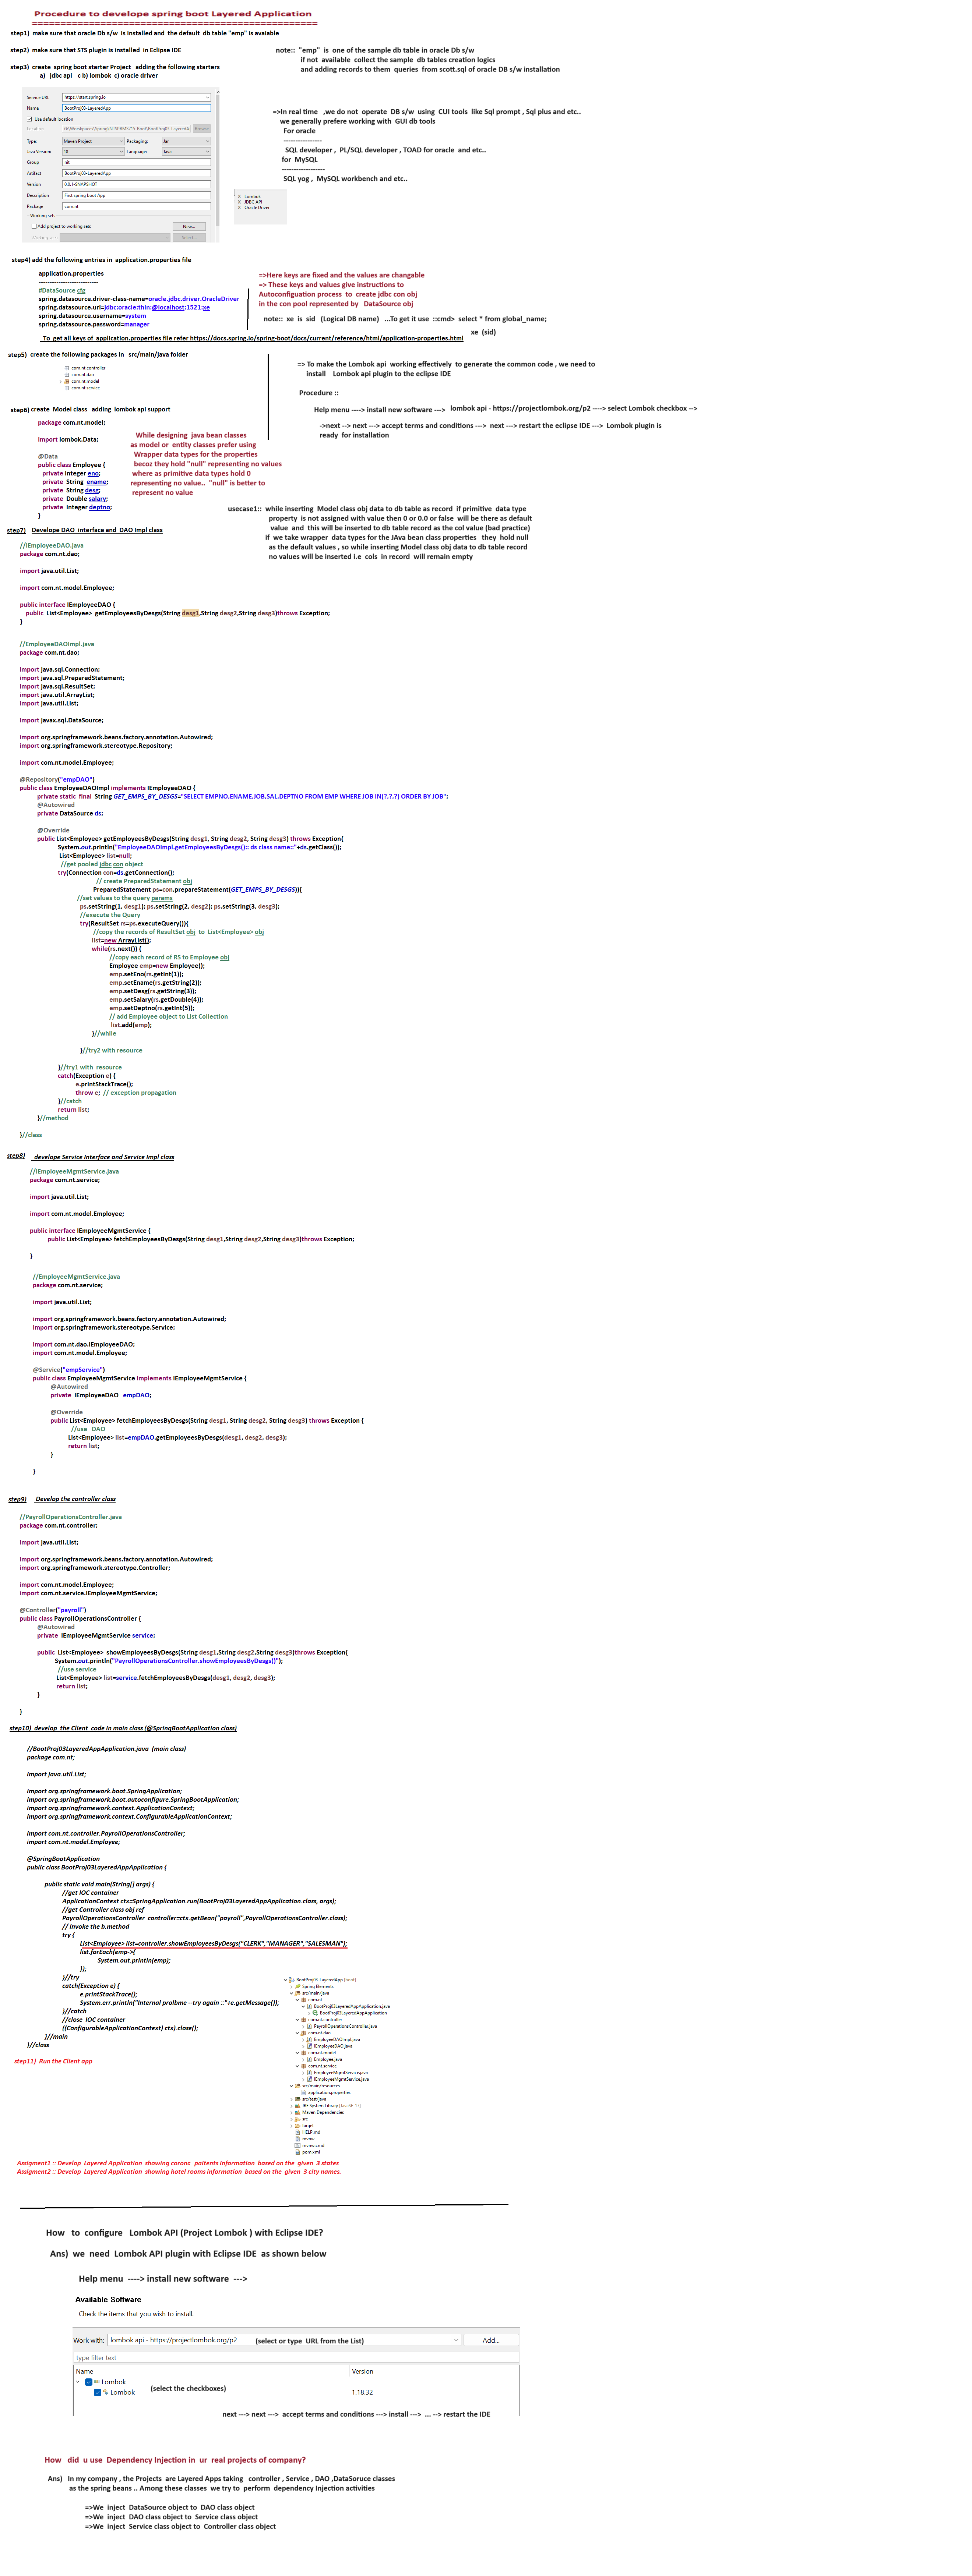 Procedure to develope spring boot Layered Application
==================================================
step1) make sure that oracle Db s/w is installed and the default db table "emp" is avaiable
step2) make sure that STS plugin is installed in Eclipse IDE
note:: "emp" is one of the sample db table in oracle Db s/w
if not available collect the sample db tables creation logics
and adding records to them queries from scott.sql of oracle DB s/w installation
step3) create spring boot starter Project adding the following starters
a) jdbc api c b) lombok c) oracle driver
Service URL https://start.spring.io
Name BootProj03-LayeredApp
Use default location
Location Browse
Type: Maven Project Packaging: Jar
Java Version: 18 Language: Java
Group nit
Artifact BootProj03-LayeredApp
Version 0.0.1-SNAPSHOT
Description First spring boot App
Package com.nt
Working sets
Add project to working sets New...
Working sets: Select...
=>In real time ,we do not operate DB s/w using CUI tools like Sql prompt , Sql plus and etc..
we generally prefere working with GUI db tools
For oracle
---------------
SQL developer , PL/SQL developer , TOAD for oracle and etc..
for MySQL
-----------------
SQL yog , MySQL workbench and etc..
X Lombok
X JDBC API
X Oracle Driver
step4) add the following entries in application.properties file
application.properties
--------------------------
#DataSource cfg
spring.datasource.driver-class-name=oracle.jdbc.driver.OracleDriver
spring.datasource.url=jdbc:oracle:thin:@localhost:1521:xe
spring.datasource.username=system
spring.datasource.password=manager
=>Here keys are fixed and the values are changable
=> These keys and values give instructions to
Autoconfiguation process to create jdbc con obj
in the con pool represented by DataSource obj
note:: xe is sid (Logical DB name) ...To get it use ::cmd> select * from global_name;
xe (sid)
To get all keys of application.properties file refer https://docs.spring.io/spring-boot/docs/current/reference/html/application-properties.html
step5) create the following packages in src/main/java folder
com.nt.controller
com.nt.dao
com.nt.model
com.nt.service
=> To make the Lombok api working effectively to generate the common code , we need to
install Lombok api plugin to the eclipse IDE
Procedure ::
Help menu ----> install new software ---> lombok api - https://projectlombok.org/p2 ----> select Lombok checkbox -->
->next --> next ---> accept terms and conditions ---> next ---> restart the eclipse IDE ---> Lombok plugin is
ready for installation
step6) create Model class adding lombok api support
package com.nt.model;
import lombok.Data;
@Data
public class Employee {
private Integer eno;
private String ename;
private String desg;
private Double salary;
private Integer deptno;
}
While designing java bean classes
as model or entity classes prefer using
Wrapper data types for the properties
becoz they hold "null" representing no values
where as primitive data types hold 0
representing no value.. "null" is better to
represent no value
usecase1:: while inserting Model class obj data to db table as record if primitive data type
property is not assigned with value then 0 or 0.0 or false will be there as default
value and this will be inserted to db table record as the col value (bad practice)
if we take wrapper data types for the JAva bean class properties they hold null
as the default values , so while inserting Model class obj data to db table record
no values will be inserted i.e cols in record will remain empty
step7) Develope DAO interface and DAO Impl class
//IEmployeeDAO.java
package com.nt.dao;
import java.util.List;
import com.nt.model.Employee;
public interface IEmployeeDAO {
public List<Employee> getEmployeesByDesgs(String desg1,String desg2,String desg3)throws Exception;
}
//EmployeeDAOImpl.java
package com.nt.dao;
import java.sql.Connection;
import java.sql.PreparedStatement;
import java.sql.ResultSet;
import java.util.ArrayList;
import java.util.List;
import javax.sql.DataSource;
import org.springframework.beans.factory.annotation.Autowired;
import org.springframework.stereotype.Repository;
import com.nt.model.Employee;
@Repository("empDAO")
public class EmployeeDAOImpl implements IEmployeeDAO {
private static final String GET_EMPS_BY_DESGS="SELECT EMPNO,ENAME,JOB,SAL,DEPTNO FROM EMP WHERE JOB IN(?,?,?) ORDER BY JOB";
@Autowired
private DataSource ds;
@Override
public List<Employee> getEmployeesByDesgs(String desg1, String desg2, String desg3) throws Exception{
System.out.println("EmployeeDAOImpl.getEmployeesByDesgs():: ds class name::"+ds.getClass());
List<Employee> list=null;
//get pooled jdbc con object
try(Connection con=ds.getConnection();
// create PreparedStatement obj
PreparedStatement ps=con.prepareStatement(GET_EMPS_BY_DESGS)){
//set values to the query params
ps.setString(1, desg1); ps.setString(2, desg2); ps.setString(3, desg3);
//execute the Query
try(ResultSet rs=ps.executeQuery()){
//copy the records of ResultSet obj to List<Employee> obj
list=new ArrayList();
while(rs.next()) {
//copy each record of RS to Employee obj
Employee emp=new Employee();
emp.setEno(rs.getInt(1));
emp.setEname(rs.getString(2));
emp.setDesg(rs.getString(3));
emp.setSalary(rs.getDouble(4));
emp.setDeptno(rs.getInt(5));
// add Employee object to List Collection
list.add(emp);
}//while
}//try2 with resource
}//try1 with resource
catch(Exception e) {
e.printStackTrace();
throw e; // exception propagation
}//catch
return list;
}//method
}//class
step8) develope Service Interface and Service Impl class
//IEmployeeMgmtService.java
package com.nt.service;
import java.util.List;
import com.nt.model.Employee;
public interface IEmployeeMgmtService {
public List<Employee> fetchEmployeesByDesgs(String desg1,String desg2,String desg3)throws Exception;
}
//EmployeeMgmtService.java
package com.nt.service;
import java.util.List;
import org.springframework.beans.factory.annotation.Autowired;
import org.springframework.stereotype.Service;
import com.nt.dao.IEmployeeDAO;
import com.nt.model.Employee;
@Service("empService")
public class EmployeeMgmtService implements IEmployeeMgmtService {
@Autowired
private IEmployeeDAO empDAO;
@Override
public List<Employee> fetchEmployeesByDesgs(String desg1, String desg2, String desg3) throws Exception {
//use DAO
List<Employee> list=empDAO.getEmployeesByDesgs(desg1, desg2, desg3);
return list;
}
}
step9) Develop the controller class
//PayrollOperationsController.java
package com.nt.controller;
import java.util.List;
import org.springframework.beans.factory.annotation.Autowired;
import org.springframework.stereotype.Controller;
import com.nt.model.Employee;
import com.nt.service.IEmployeeMgmtService;
@Controller("payroll")
public class PayrollOperationsController {
@Autowired
private IEmployeeMgmtService service;
public List<Employee> showEmployeesByDesgs(String desg1,String desg2,String desg3)throws Exception{
System.out.println("PayrollOperationsController.showEmployeesByDesgs()");
//use service
List<Employee> list=service.fetchEmployeesByDesgs(desg1, desg2, desg3);
return list;
}
}
step10) develop the Client code in main class (@SpringBootApplication class)
//BootProj03LayeredAppApplication.java (main class)
package com.nt;
import java.util.List;
import org.springframework.boot.SpringApplication;
import org.springframework.boot.autoconfigure.SpringBootApplication;
import org.springframework.context.ApplicationContext;
import org.springframework.context.ConfigurableApplicationContext;
import com.nt.controller.PayrollOperationsController;
import com.nt.model.Employee;
@SpringBootApplication
public class BootProj03LayeredAppApplication {
public static void main(String[] args) {
//get IOC container
ApplicationContext ctx=SpringApplication.run(BootProj03LayeredAppApplication.class, args);
//get Controller class obj ref
PayrollOperationsController controller=ctx.getBean("payroll",PayrollOperationsController.class);
// invoke the b.method
try {
List<Employee> list=controller.showEmployeesByDesgs("CLERK","MANAGER","SALESMAN");
list.forEach(emp->{
System.out.println(emp);
});
}//try
catch(Exception e) {
e.printStackTrace();
System.err.println("Internal prolbme --try again ::"+e.getMessage());
}//catch
//close IOC container
((ConfigurableApplicationContext) ctx).close();
}//main
}//class
step11) Run the Client app
BootProj03-LayeredApp [boot]
Spring Elements
src/main/java
com.nt
BootProj03LayeredAppApplication.java
BootProj03LayeredAppApplication
com.nt.controller
PayrollOperationsController.java
com.nt.dao
EmployeeDAOImpl.java
IEmployeeDAO.java
com.nt.model
Employee.java
com.nt.service
EmployeeMgmtService.java
IEmployeeMgmtService.java
src/main/resources
application.properties
src/test/java
JRE System Library [JavaSE-17]
Maven Dependencies
src
target
HELP.md
mvnw
mvnw.cmd
pom.xml
Assigment1 :: Develop Layered Application showing coronc paitents information based on the given 3 states
Assigment2 :: Develop Layered Application showing hotel rooms information based on the given 3 city names.
How to configure Lombok API (Project Lombok ) with Eclipse IDE?
Ans) we need Lombok API plugin with Eclipse IDE as shown below
Help menu ----> install new software --->
Available Software
Check the items that you wish to install.
Work with: lombok api - https://projectlombok.org/p2 (select or type URL from the List) Add...
type filter text
Name Version
Lombok
Lombok (select the checkboxes) 1.18.32
next ---> next ---> accept terms and conditions ---> install ---> ... --> restart the IDE
How did u use Dependency Injection in ur real projects of company?
Ans) In my company , the Projects are Layered Apps taking controller , Service , DAO ,DataSoruce classes
as the spring beans .. Among these classes we try to perform dependency Injection activities
=>We inject DataSource object to DAO class object
=>We inject DAO class object to Service class object
=>We inject Service class object to Controller class object